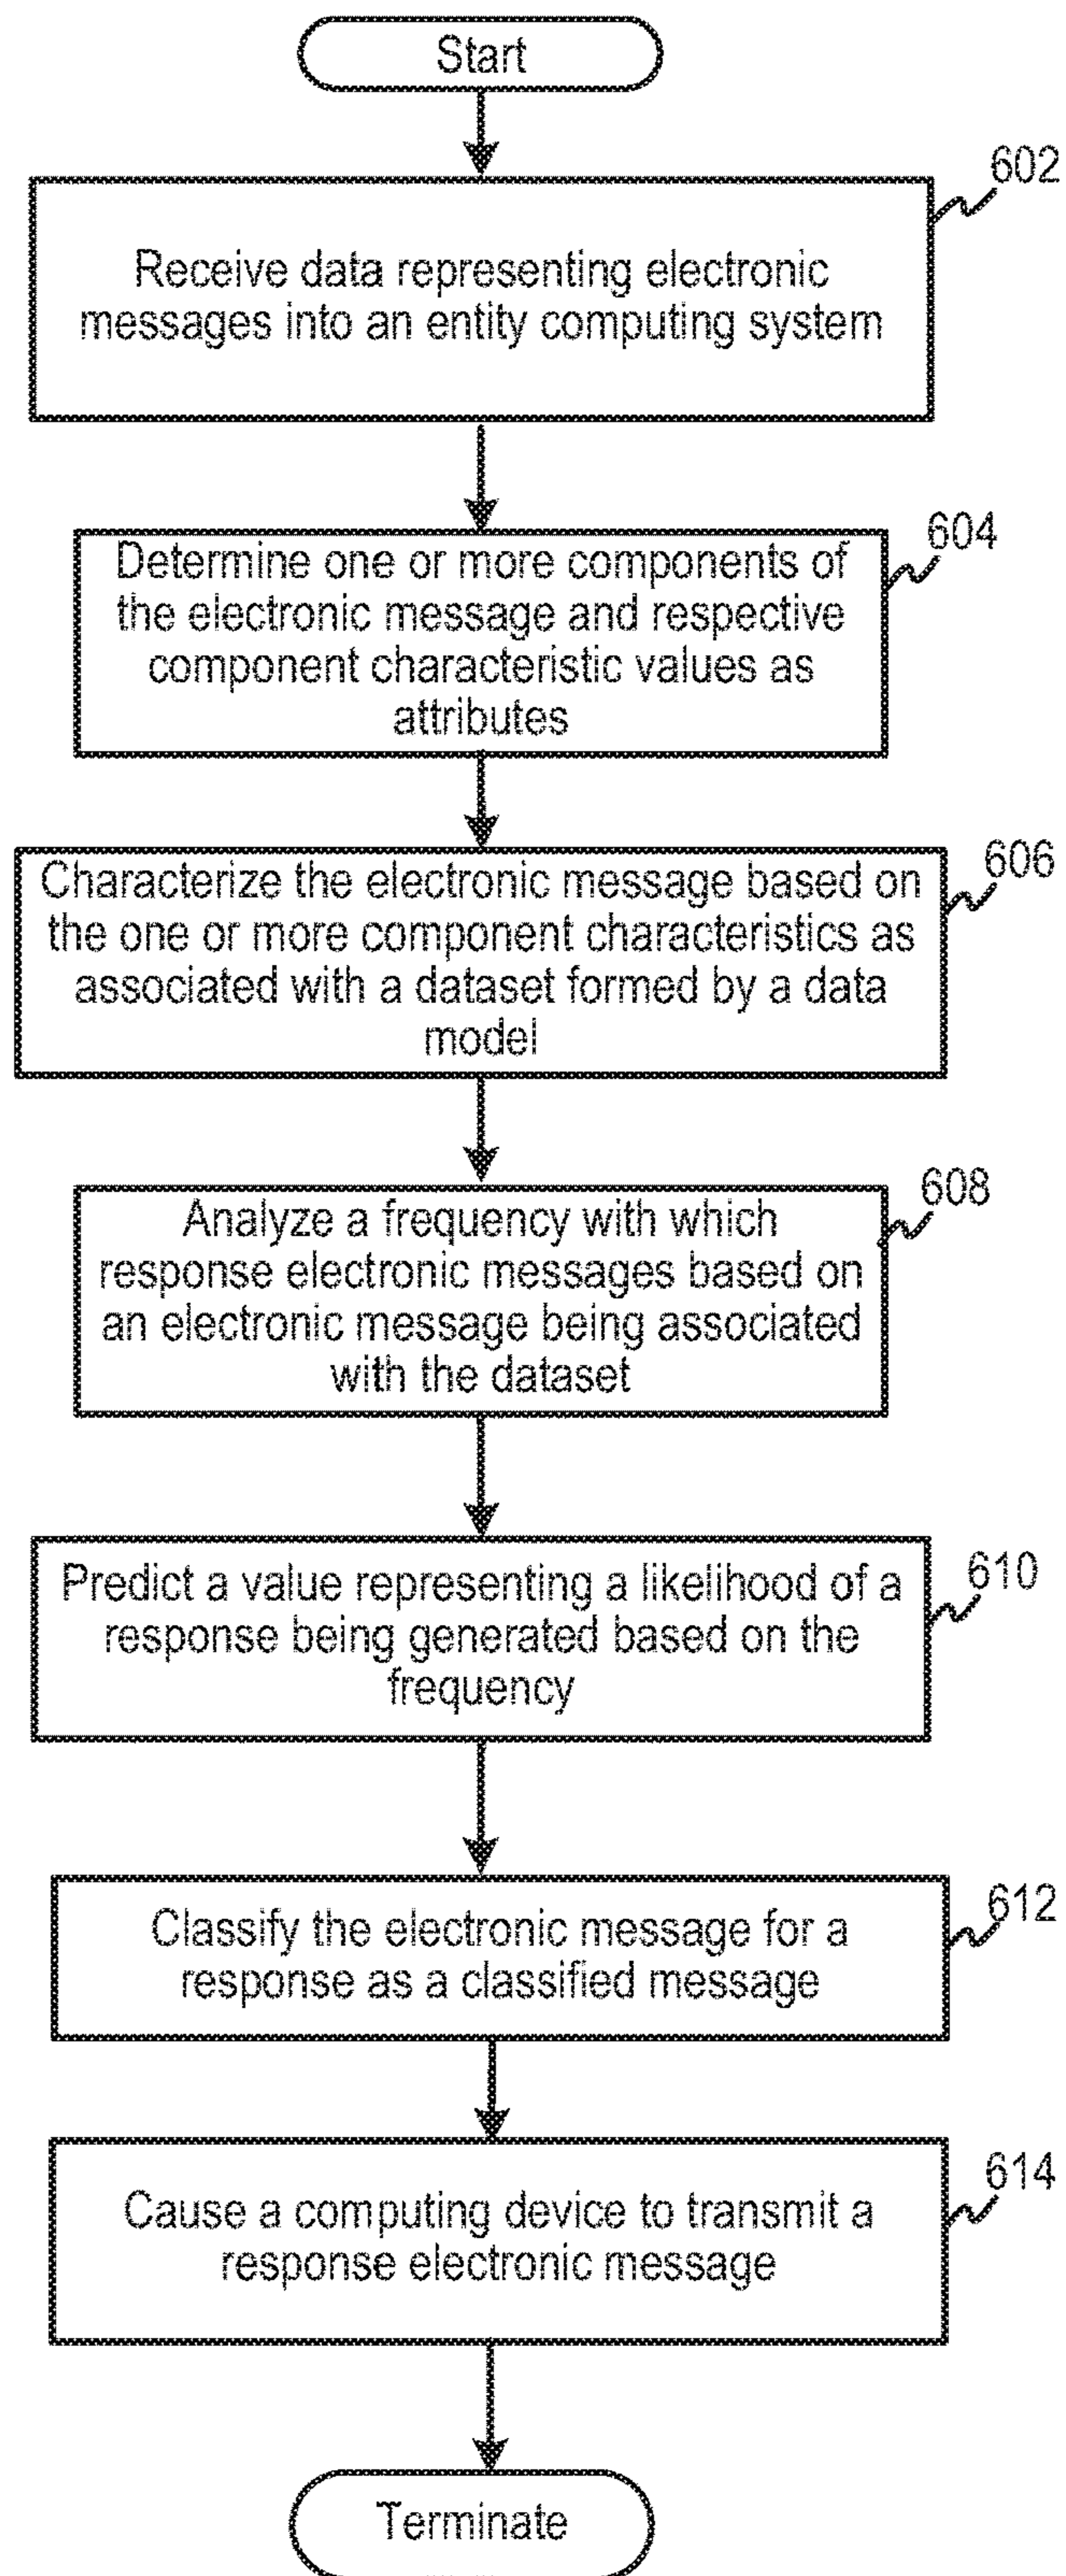 Start
602
Receive data representing electronic
messages into an entity computing system
604
Determine one or more components of
the electronic message and respective
component characteristic values as
attributes
606
Characterize the electronic message based on
the one or more component characteristics as
associated with a dataset formed by a data
model
608
Analyze a frequency with which
response electronic messages based on
an electronic message being associated
with the dataset
610
Predict a value representing a likelihood of a
response being generated based on the
frequency
612
Classify the electronic message for a
response as a classified message
614
Cause a computing device to transmit a
response electronic message
Terminate